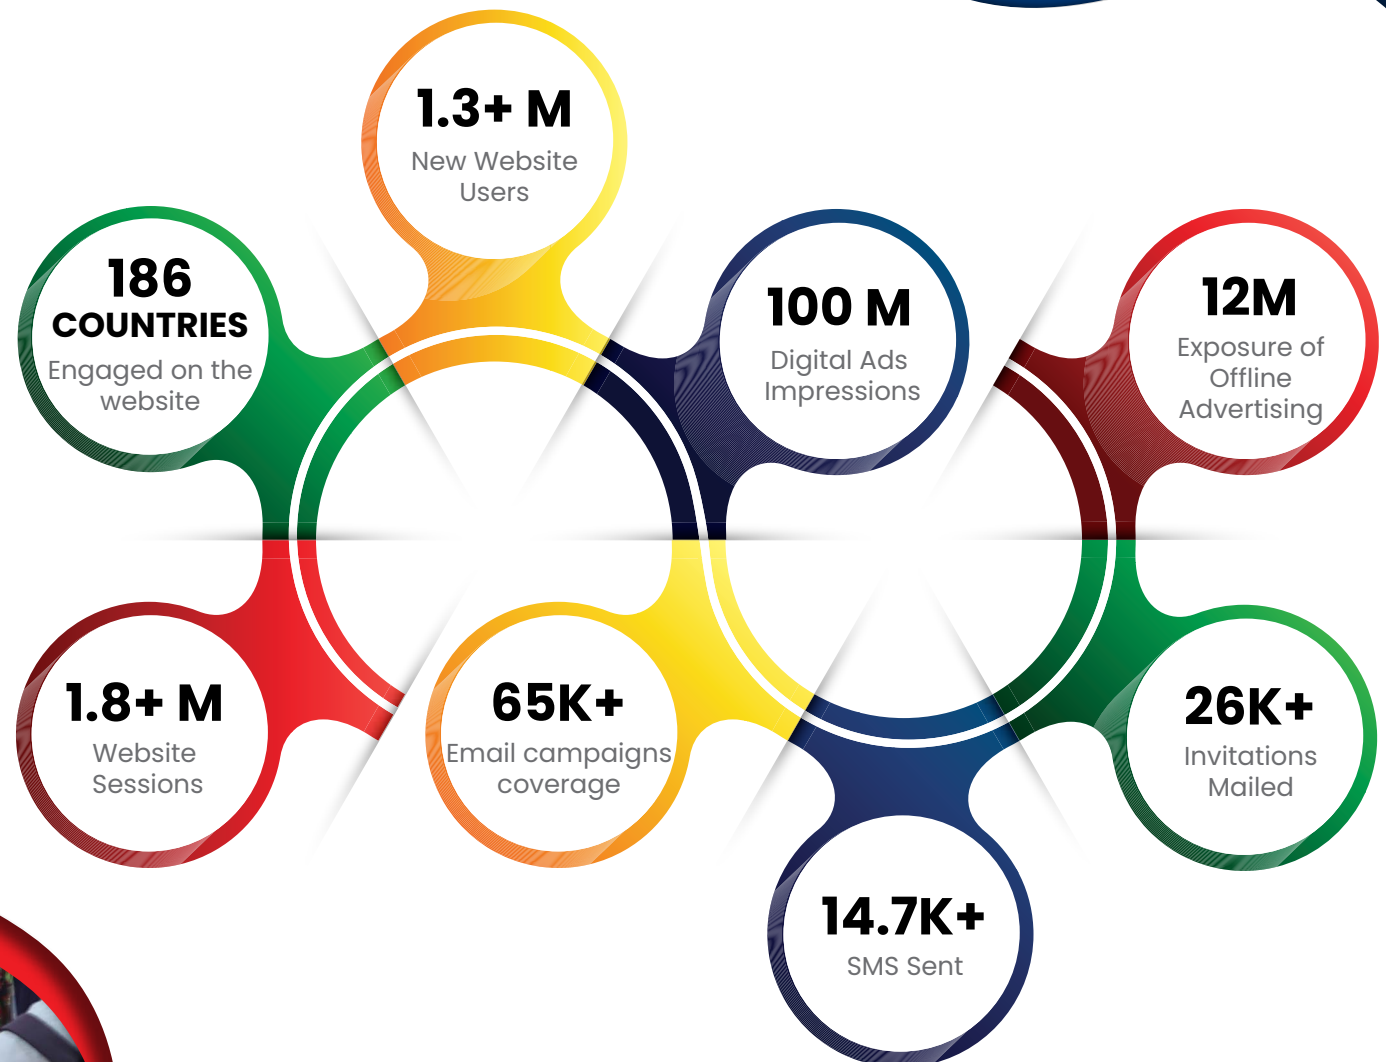 1.3+ M
New Website
Users
186
COUNTRIES
Engaged on the
website
100 M
Digital Ads
Impressions
12M
Exposure of
Offline
Advertising
1.8+ M
Website
Sessions
65K+
Email campaigns
coverage
26K+
Invitations
Mailed
14.7K+
SMS Sent